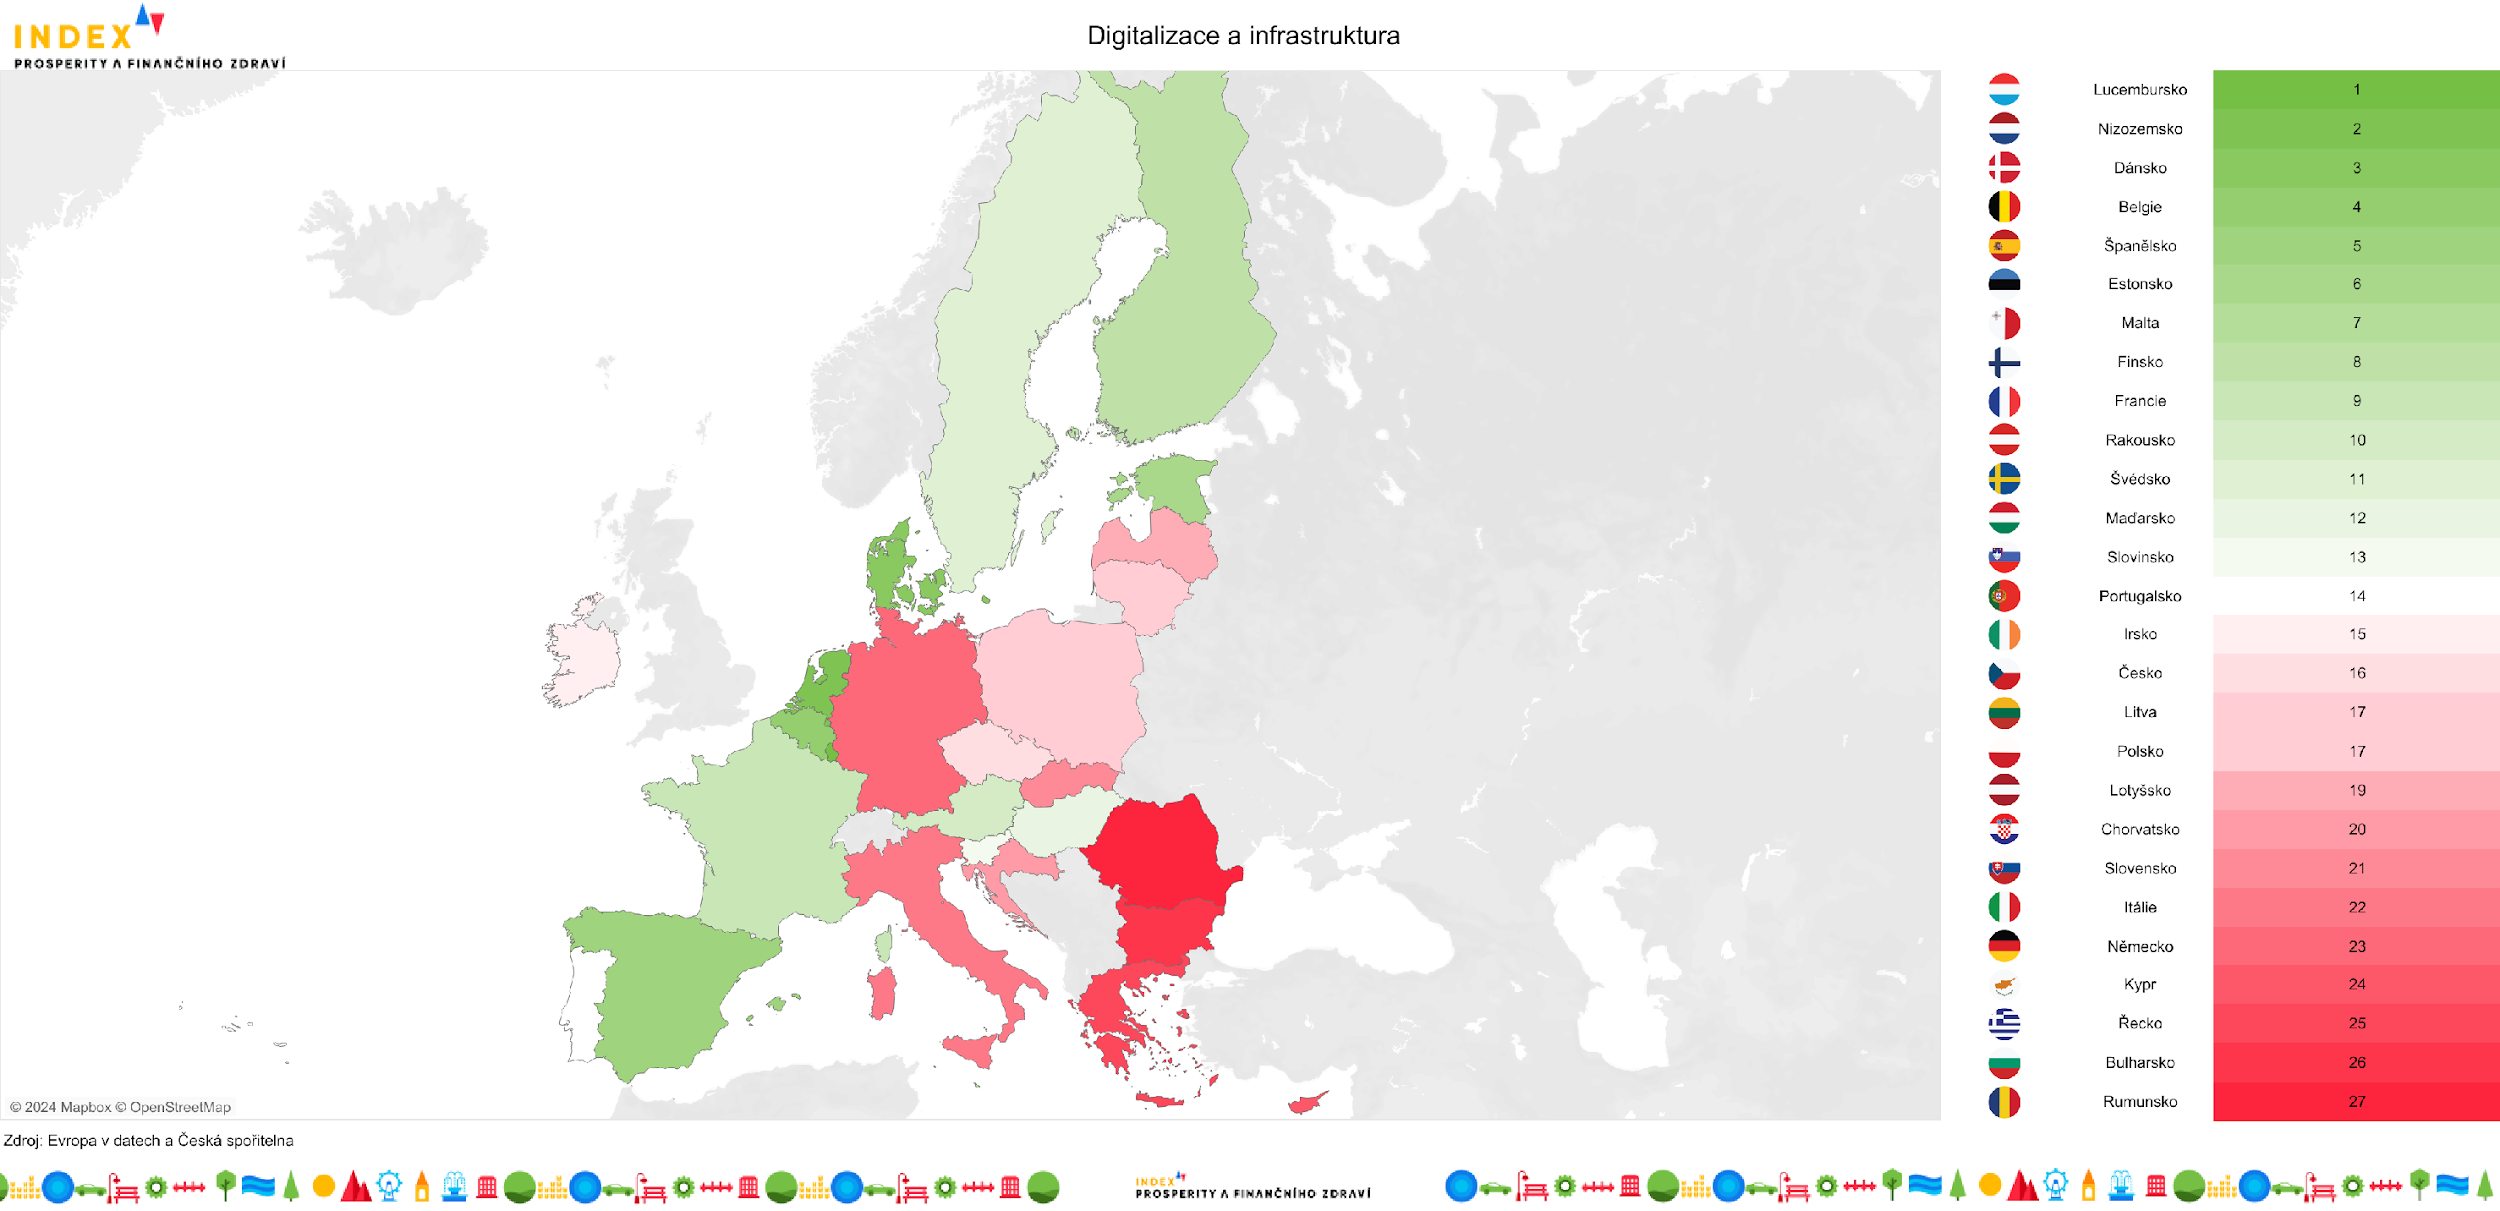 INDEX
PROSPERITY A FINANČNÍHO ZDRAVÍ
Digitalizace a infrastruktura
Lucembursko 1
Nizozemsko 2
Dánsko 3
Belgie 4
Španělsko 5
Estonsko 6
Malta 7
Finsko 8
Francie 9
Rakousko 10
Švédsko 11
Maďarsko 12
Slovinsko 13
Portugalsko 14
Irsko 15
Česko 16
Litva 17
Polsko 17
Lotyšsko 19
Chorvatsko 20
Slovensko 21
Itálie 22
Německo 23
Kypr 24
Řecko 25
Bulharsko 26
Rumunsko 27
© 2024 Mapbox © OpenStreetMap
Zdroj: Evropa v datech a Česká spořitelna
INDEX
PROSPERITY A FINANČNÍHO ZDRAVÍ